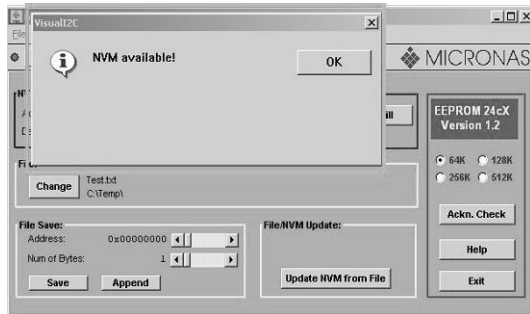 VisualI2C
NVM available!
OK
MICRONAS
EEPROM 24cX
Version 1.2
64K
128K
256K
512K
Change
Test.txt
C:\Temp\
Ackn. Check
File Save:
Address:
0x00000000
Num of Bytes:
1
Save
Append
File/NVM Update:
Update NVM from File
Help
Exit